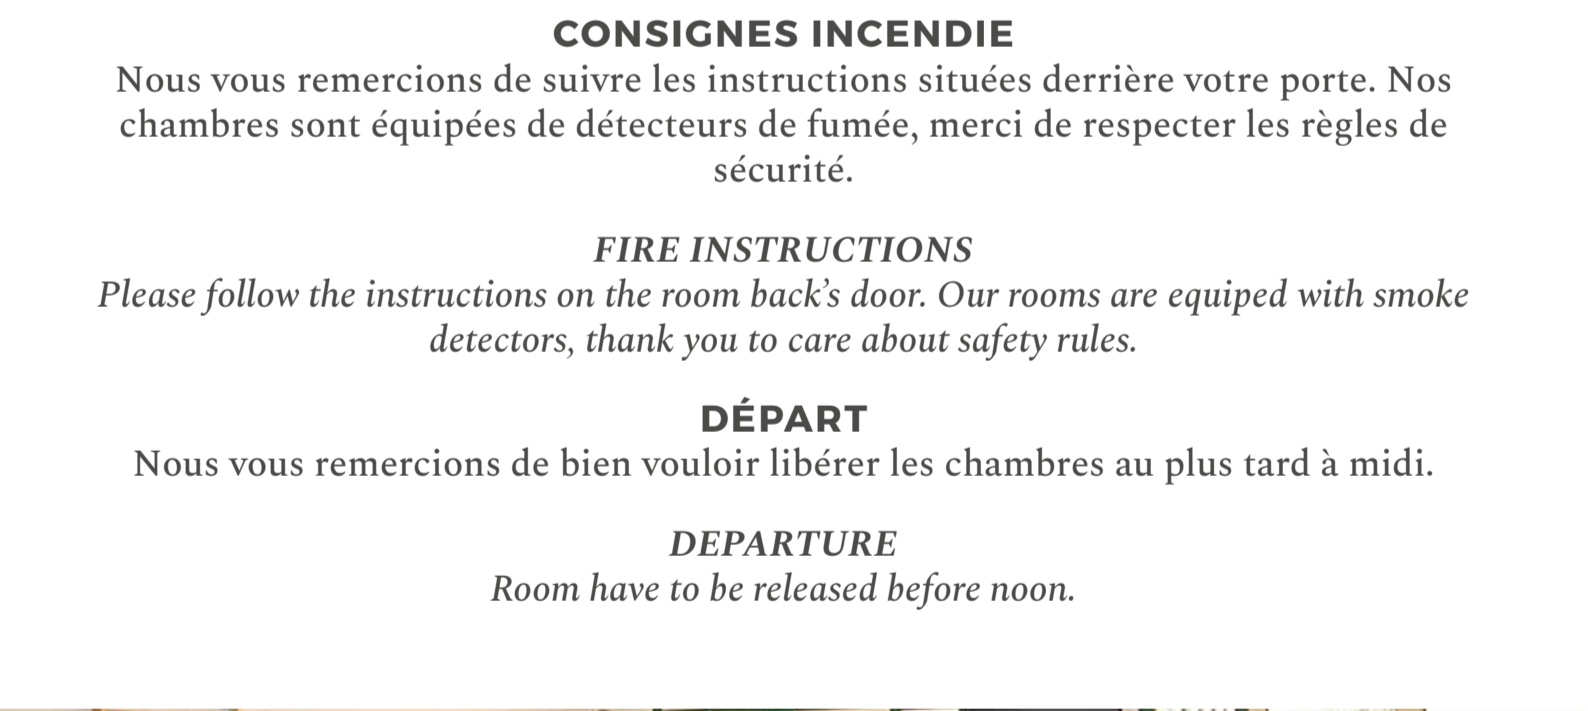 CONSIGNES INCENDIE
Nous vous remercions de suivre les instructions situées derrière votre porte. Nos
chambres sont équipées de détecteurs de fumée, merci de respecter les règles de
sécurité.
FIRE INSTRUCTIONS
Please follow the instructions on the room back’s door. Our rooms are equiped with smoke
detectors, thank you to care about safety rules.
DÉPART
Nous vous remercions de bien vouloir libérer les chambres au plus tard à midi.
DEPARTURE
Room have to be released before noon.